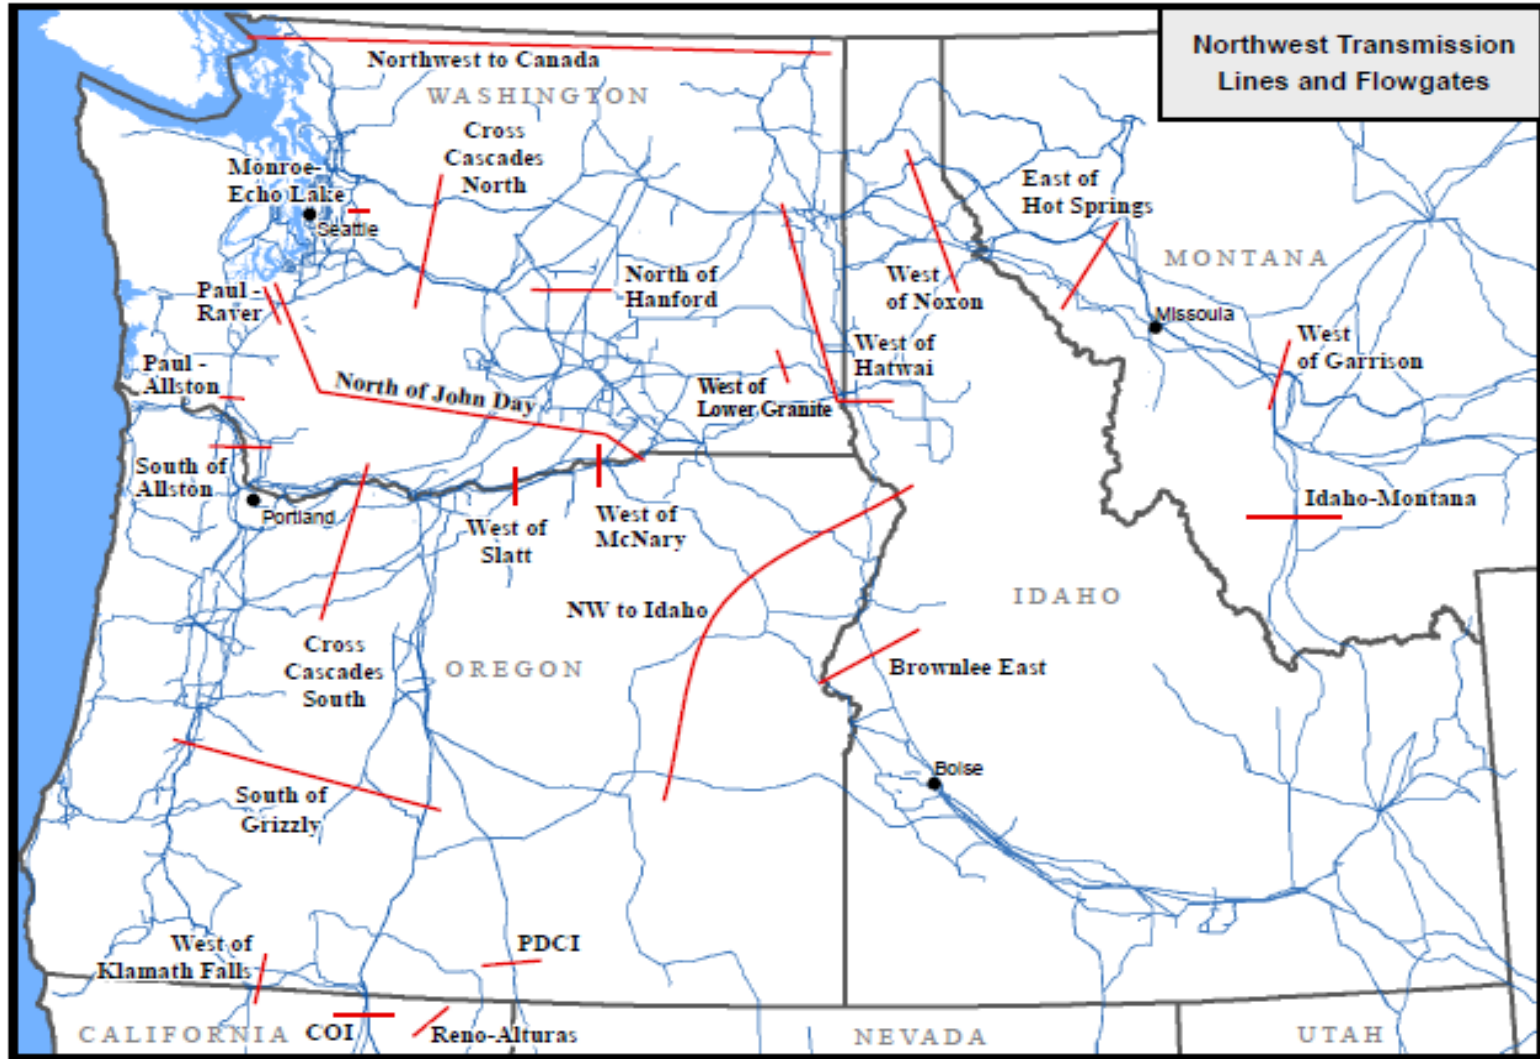 Northwest Transmission
Lines and Flowgates
Northwest to Canada
WASHINGTON
Cross
Cascades
North
Monroe-
Echo Lake
Seattle
East of
Hot Springs
MONTANA
North of
Hanford
West
of Noxon
Paul -
Raver
Missoula
West
of Garrison
West of
Hatwai
Paul -
Allston
North of John Day
West of
Lower Granite
South of
Allston
Portland
West of
Slatt
West of
McNary
Idaho-Montana
NW to Idaho
IDAHO
Cross
Cascades
South
OREGON
Brownlee East
Boise
South of
Grizzly
West of
Klamath Falls
PDCI
CALIFORNIA
COI
Reno-Alturas
NEVADA
UTAH